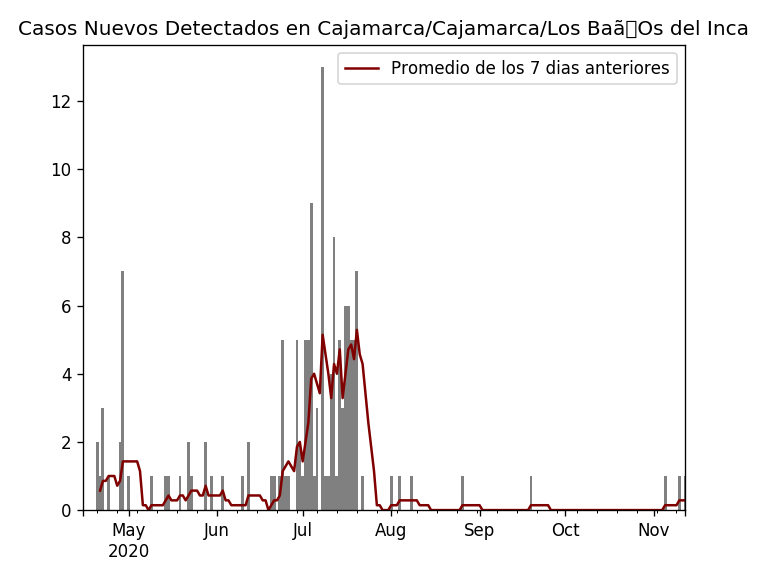 Casos Nuevos Detectados en Cajamarca/Cajamarca/Los Baã▯Os del Inca
Promedio de los 7 dias anteriores
12
10
8
6
4
2
0
May Jun Jul Aug Sep Oct Nov
2020